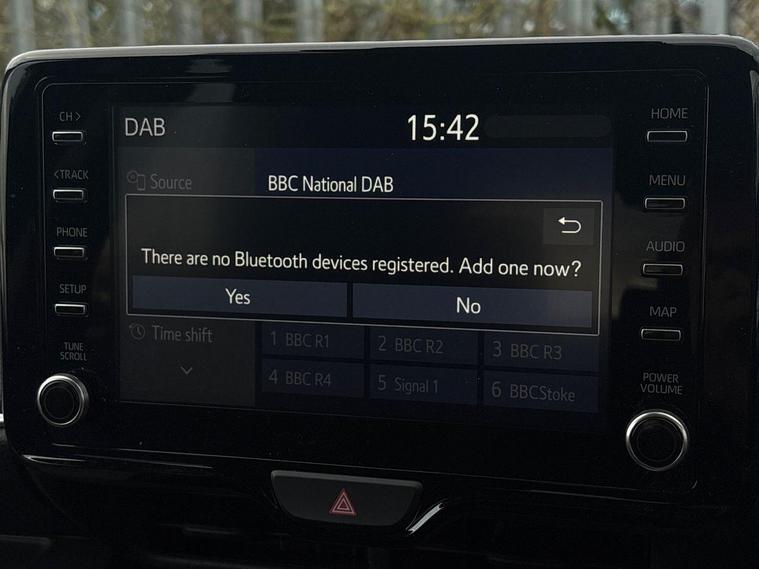 CH >
< TRACK
PHONE
SETUP
TUNE
SCROLL
DAB
15:42
Source
BBC National DAB
There are no Bluetooth devices registered. Add one now?
Yes
No
Time shift
1 BBC R1
2 BBC R2
3 BBC R3
4 BBC R4
5 Signal 1
6 BBCStoke
HOME
MENU
AUDIO
MAP
POWER
VOLUME